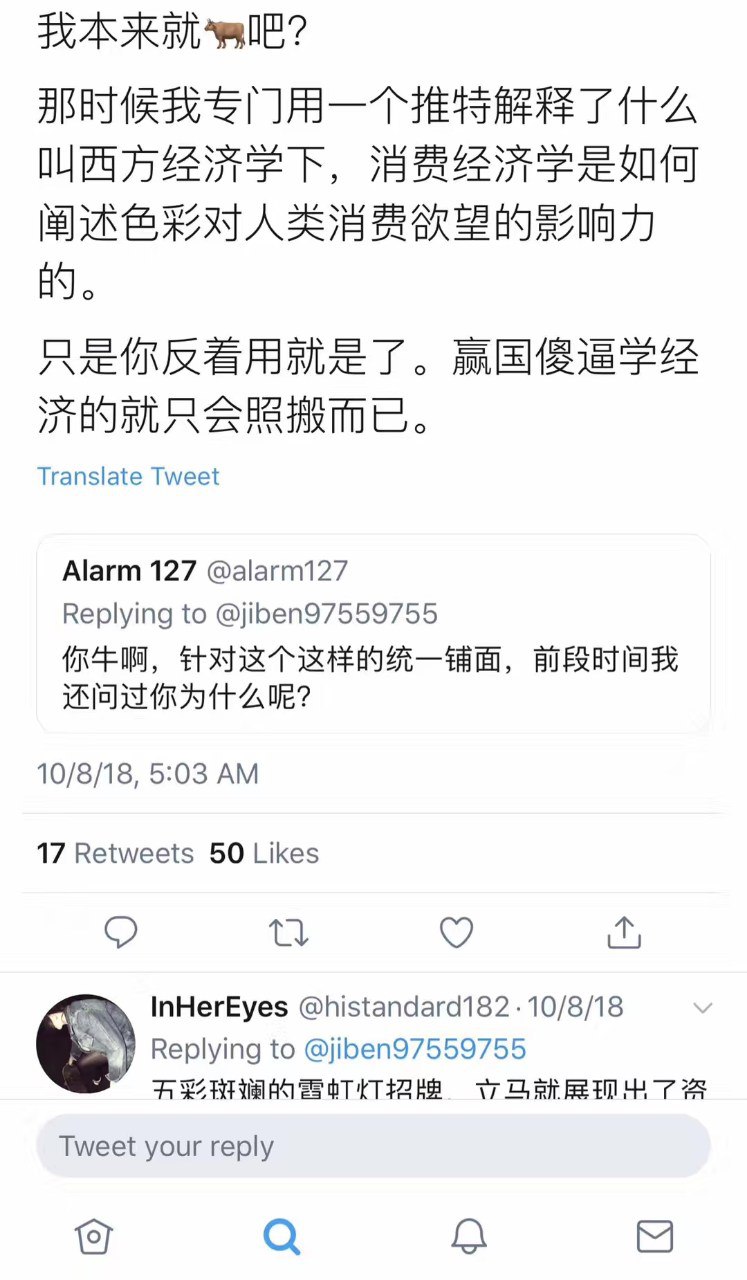 我本来就🐂吧？
那时候我专门用一个推特解释了什么
叫西方经济学下，消费经济学是如何
阐述色彩对人类消费欲望的影响力
的。
只是你反着用就是了。赢国傻逼学经
济的就只会照搬而已。
Translate Tweet
Alarm 127 @alarm127
Replying to @jiben97559755
你牛啊，针对这个这样的统一铺面，前段时间我
还问过你为什么呢？
10/8/18, 5:03 AM
17 Retweets 50 Likes
InHerEyes @histandard182 · 10/8/18
Replying to @jiben97559755
五彩斑斓的霓虹灯招牌，立马就展现出了资
Tweet your reply